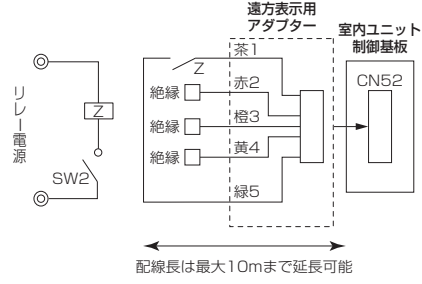 遠方表示用
アダプター
室内ユニット
制御基板
茶1
Z
CN52
赤2
絶縁
リレー電源
Z
橙3
絶縁
黄4
絶縁
SW2
緑5
配線長は最大10mまで延長可能